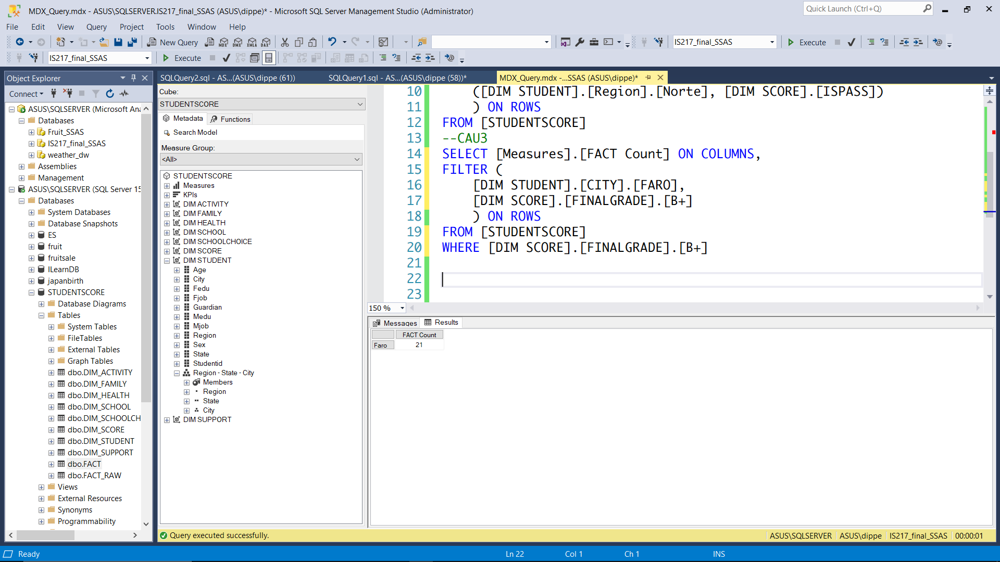 MDX_Query.mdx - ASUS\SQLSERVER.IS217_final_SSAS (ASUS\dippe)* - Microsoft SQL Server Management Studio (Administrator)
Quick Launch (Ctrl+Q)
File Edit View Query Project Tools Window Help
New Query
MDX DMX XMLA DAX
IS217_final_SSAS
Execute
IS217_final_SSAS
Execute
Object Explorer
Connect
ASUS\SQLSERVER (Microsoft Ana
Databases
Fruit_SSAS
IS217_final_SSAS
weather_dw
Assemblies
Management
ASUS\SQLSERVER (SQL Server 15
Databases
System Databases
Database Snapshots
ES
fruit
fruitsale
ILearnDB
japanbirth
STUDENTSCORE
Database Diagrams
Tables
System Tables
FileTables
External Tables
Graph Tables
dbo.DIM_ACTIVITY
dbo.DIM_FAMILY
dbo.DIM_HEALTH
dbo.DIM_SCHOOL
dbo.DIM_SCHOOLCH
dbo.DIM_SCORE
dbo.DIM_STUDENT
dbo.DIM_SUPPORT
dbo.FACT
dbo.FACT_RAW
Views
External Resources
Synonyms
Programmability
SQLQuery2.sql - AS...(ASUS\dippe (61))
SQLQuery1.sql - AS...(ASUS\dippe (58))*
MDX_Query.mdx -...SSAS (ASUS\dippe)*
Cube:
STUDENTSCORE
Metadata
Functions
Search Model
Measure Group:
<All>
STUDENTSCORE
Measures
KPIs
DIM ACTIVITY
DIM FAMILY
DIM HEALTH
DIM SCHOOL
DIM SCHOOLCHOICE
DIM SCORE
DIM STUDENT
Age
City
Fedu
Fjob
Guardian
Medu
Mjob
Region
Sex
State
Studentid
Region - State - City
Members
Region
State
City
DIM SUPPORT
10 ([DIM STUDENT].[Region].[Norte], [DIM SCORE].[ISPASS])
11 ) ON ROWS
12 FROM [STUDENTSCORE]
13 --CAU3
14 SELECT [Measures].[FACT Count] ON COLUMNS,
15 FILTER (
16 [DIM STUDENT].[CITY].[FARO],
17 [DIM SCORE].[FINALGRADE].[B+]
18 ) ON ROWS
19 FROM [STUDENTSCORE]
20 WHERE [DIM SCORE].[FINALGRADE].[B+]
21
22
23
150 %
Messages
Results
FACT Count
Faro 21
Query executed successfully.
ASUS\SQLSERVER
ASUS\dippe
IS217_final_SSAS
00:00:01
Ready
Ln 22
Col 1
Ch 1
INS